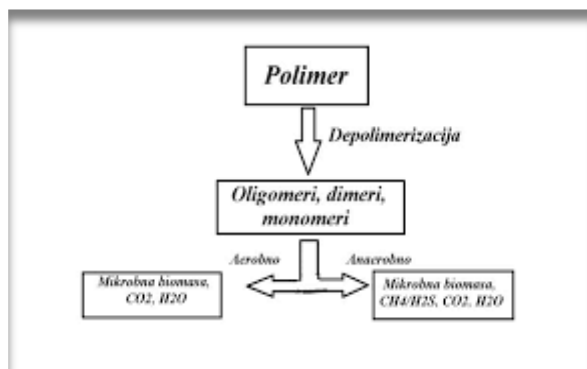 Polimer
Depolimerizacija
Oligomeri, dimeri,
monomeri
Aerobno
Anaerobno
Mikrobna biomasa,
CO2, H2O
Mikrobna biomasa,
CH4/H2S, CO2, H2O